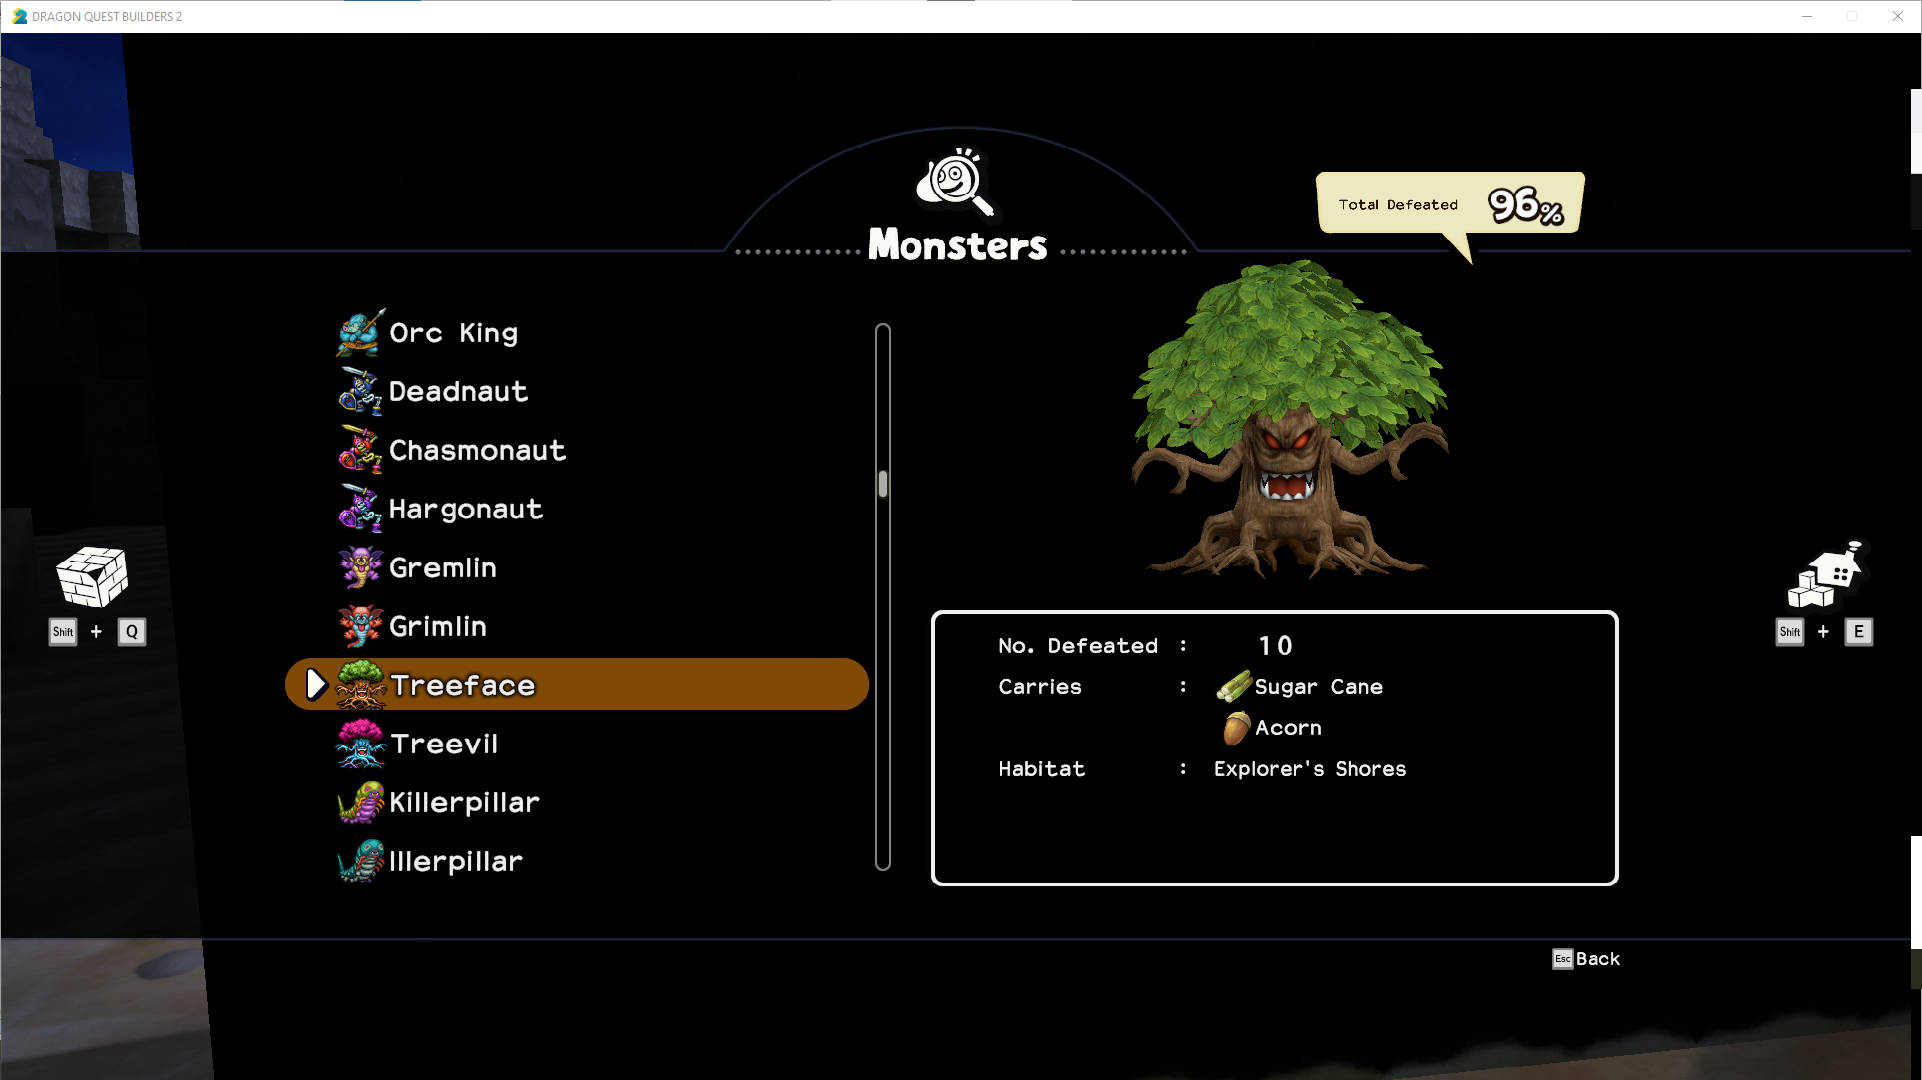 DRAGON QUEST BUILDERS 2
Total Defeated 96%
Monsters
Orc King
Deadnaut
Chasmonaut
Hargonaut
Gremlin
Grimlin
Treeface
Treevil
Killerpillar
Illerpillar
Shift + Q
Shift + E
No. Defeated : 10
Carries : Sugar Cane
Acorn
Habitat : Explorer's Shores
Esc Back